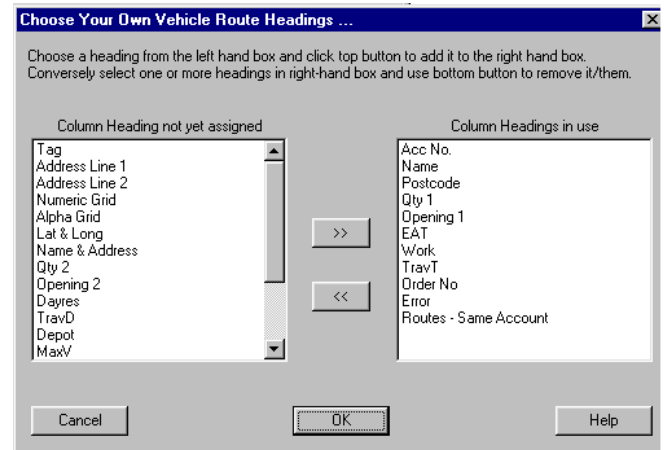 Choose Your Own Vehicle Route Headings ...
Choose a heading from the left hand box and click top button to add it to the right hand box.
Conversely select one or more headings in right-hand box and use bottom button to remove it/them.
Column Heading not yet assigned
Tag
Address Line 1
Address Line 2
Numeric Grid
Alpha Grid
Lat & Long
Name & Address
Qty 2
Opening 2
Dayres
TravD
Depot
MaxV
>>
<<
Column Headings in use
Acc No.
Name
Postcode
Qty 1
Opening 1
EAT
Work
TravT
Order No
Error
Routes - Same Account
Cancel
OK
Help